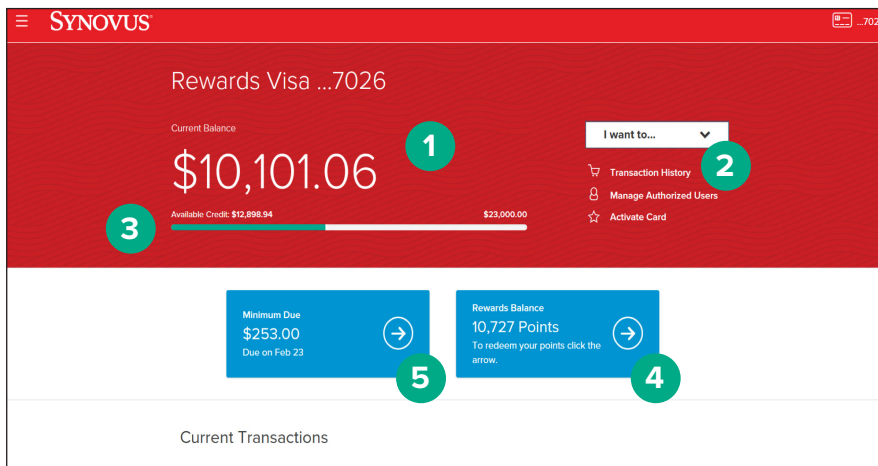 SYNOVUS
...702
Rewards Visa ...7026
Current Balance
1
$10,101.06
I want to...
2
Transaction History
Manage Authorized Users
Activate Card
3
Available Credit: $12,898.94
$23,000.00
Minimum Due
$253.00
Due on Feb 23
5
Rewards Balance
10,727 Points
To redeem your points click the
arrow.
4
Current Transactions